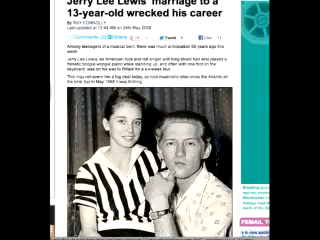 Jerry Lee Lewis' marriage to a
13-year-old wrecked his career
By RAY CONNOLLY
Last updated at 12:44 AM on 24th May 2008
Comments (0) Share
Tweet
Like 71
Among teenagers of a musical bent, there was much anticipation 50 years ago this
week.
Jerry Lee Lewis, an American rock and roll singer with long blond hair who played a
frenetic boogie-woogie piano while standing up, and often with one foot on the
keyboard, was on his way to Britain for a six-week tour.
This may not seem like a big deal today, as rock musicians criss-cross the Atlantic all
the time, but in May 1958 it was thrilling.
FEMAIL T